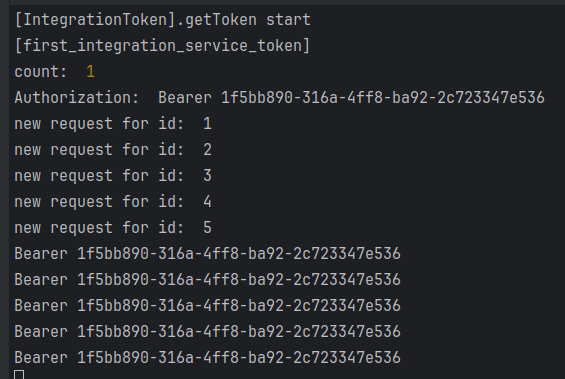 [IntegrationToken].getToken start
[first_integration_service_token]
count:  1
Authorization:  Bearer 1f5bb890-316a-4ff8-ba92-2c723347e536
new request for id:  1
new request for id:  2
new request for id:  3
new request for id:  4
new request for id:  5
Bearer 1f5bb890-316a-4ff8-ba92-2c723347e536
Bearer 1f5bb890-316a-4ff8-ba92-2c723347e536
Bearer 1f5bb890-316a-4ff8-ba92-2c723347e536
Bearer 1f5bb890-316a-4ff8-ba92-2c723347e536
Bearer 1f5bb890-316a-4ff8-ba92-2c723347e536